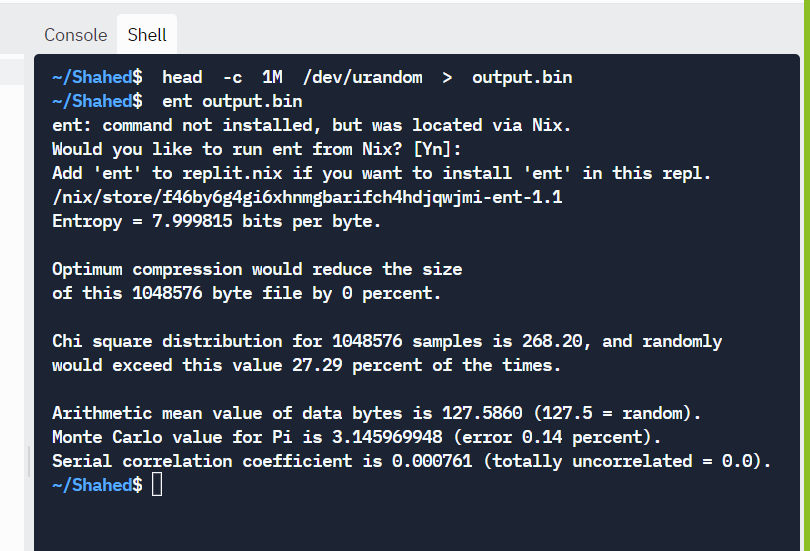 Console Shell
~/Shahed$ head -c 1M /dev/urandom > output.bin
~/Shahed$ ent output.bin
ent: command not installed, but was located via Nix.
Would you like to run ent from Nix? [Yn]:
Add 'ent' to replit.nix if you want to install 'ent' in this repl.
/nix/store/f46by6g4gi6xhnmgbarifch4hdjqwjmi-ent-1.1
Entropy = 7.999815 bits per byte.
Optimum compression would reduce the size
of this 1048576 byte file by 0 percent.
Chi square distribution for 1048576 samples is 268.20, and randomly
would exceed this value 27.29 percent of the times.
Arithmetic mean value of data bytes is 127.5860 (127.5 = random).
Monte Carlo value for Pi is 3.145969948 (error 0.14 percent).
Serial correlation coefficient is 0.000761 (totally uncorrelated = 0.0).
~/Shahed$